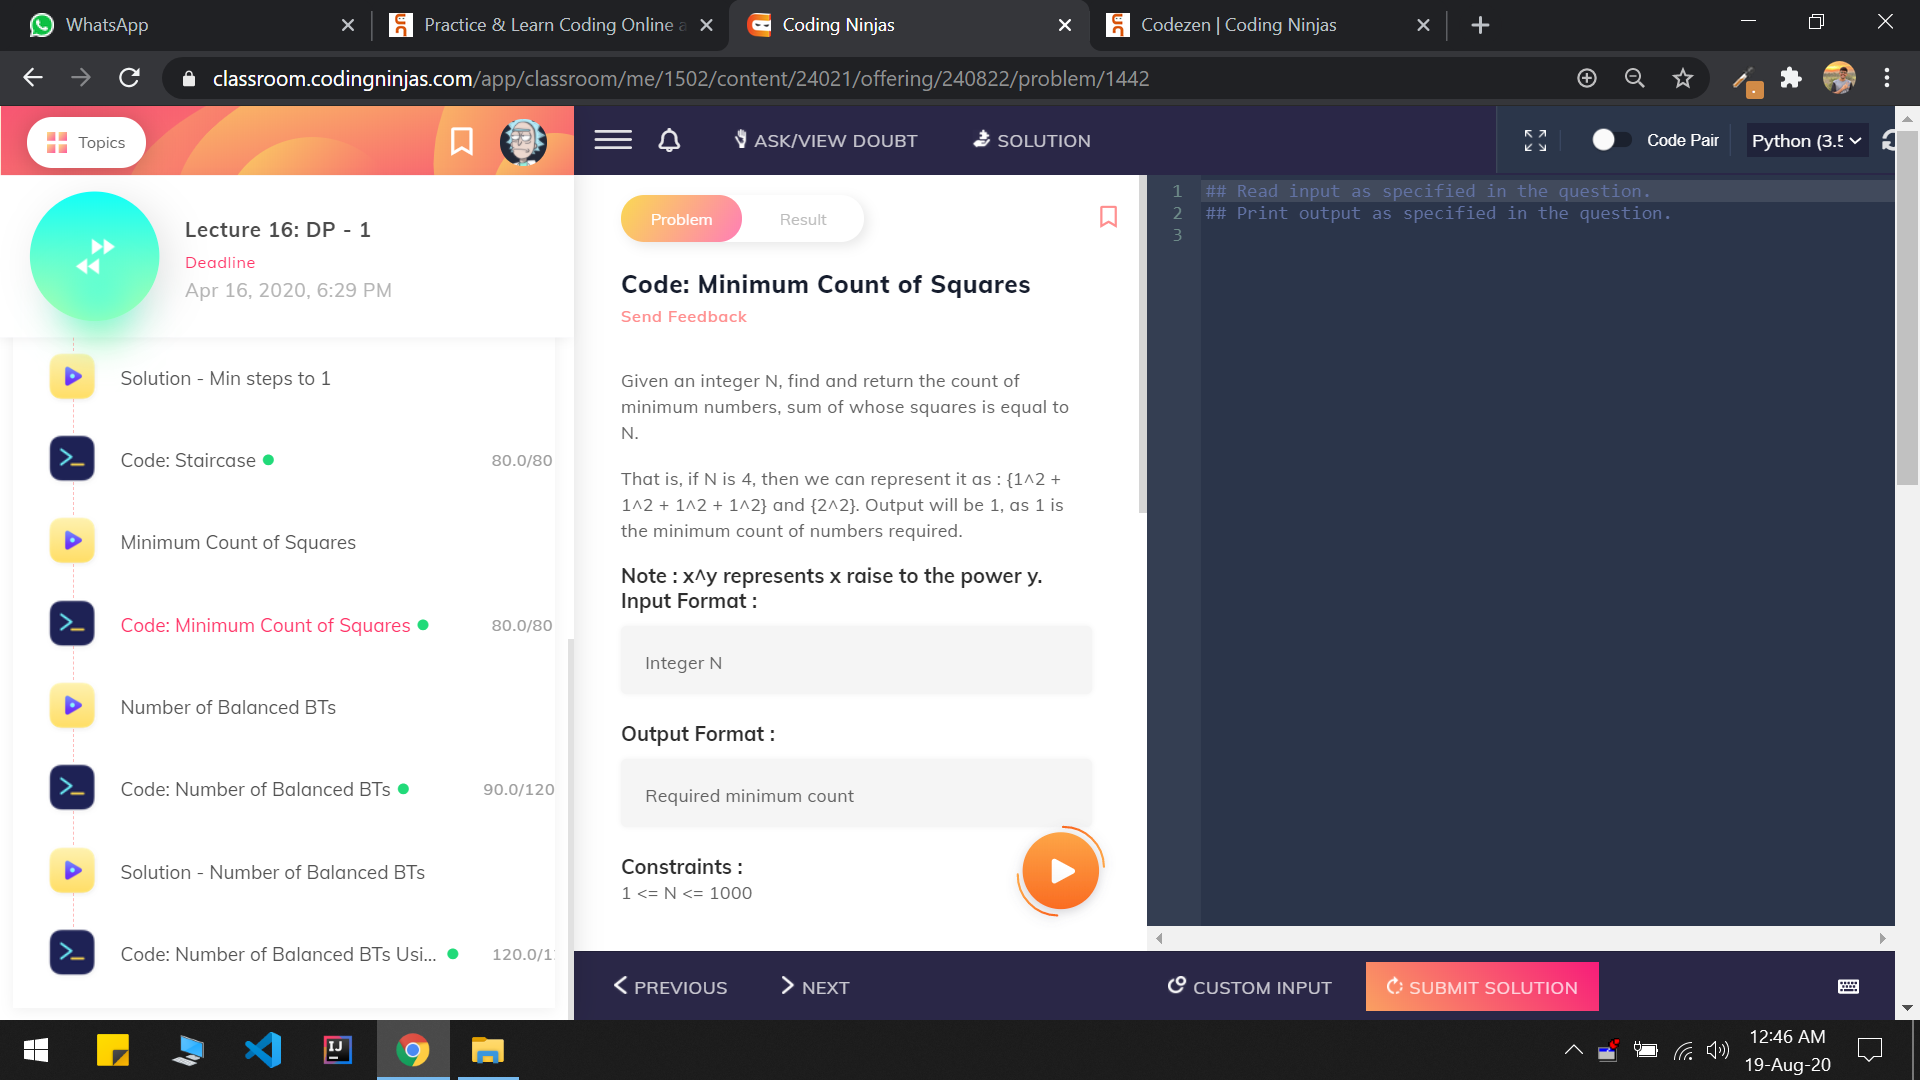 WhatsApp
Practice & Learn Coding Online a
Coding Ninjas
Codezen | Coding Ninjas
classroom.codingninjas.com/app/classroom/me/1502/content/24021/offering/240822/problem/1442
Topics
ASK/VIEW DOUBT
SOLUTION
Code Pair
Python (3.5
Lecture 16: DP - 1
Deadline
Apr 16, 2020, 6:29 PM
Solution - Min steps to 1
Code: Staircase
80.0/80
Minimum Count of Squares
Code: Minimum Count of Squares
80.0/80
Number of Balanced BTs
Code: Number of Balanced BTs
90.0/120
Solution - Number of Balanced BTs
Code: Number of Balanced BTs Usi...
120.0/1
Problem
Result
Code: Minimum Count of Squares
Send Feedback
Given an integer N, find and return the count of
minimum numbers, sum of whose squares is equal to
N.
That is, if N is 4, then we can represent it as : {1^2 +
1^2 + 1^2 + 1^2} and {2^2}. Output will be 1, as 1 is
the minimum count of numbers required.
Note : x^y represents x raise to the power y.
Input Format :
Integer N
Output Format :
Required minimum count
Constraints :
1 <= N <= 1000
1 ## Read input as specified in the question.
2 ## Print output as specified in the question.
3
PREVIOUS
NEXT
CUSTOM INPUT
SUBMIT SOLUTION
IJ
12:46 AM
19-Aug-20